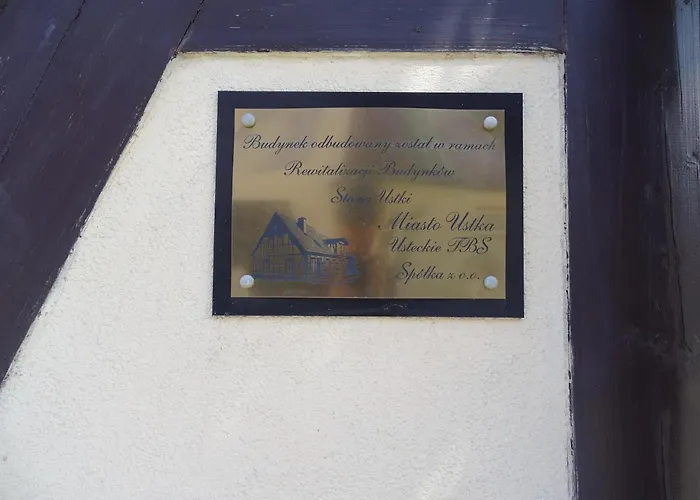 Budynek odbudowany został w ramach
Rewitalizacji Budynków
Starej Ustki
Miasto Ustka
Usteckie TBS
Spółka z o.o.